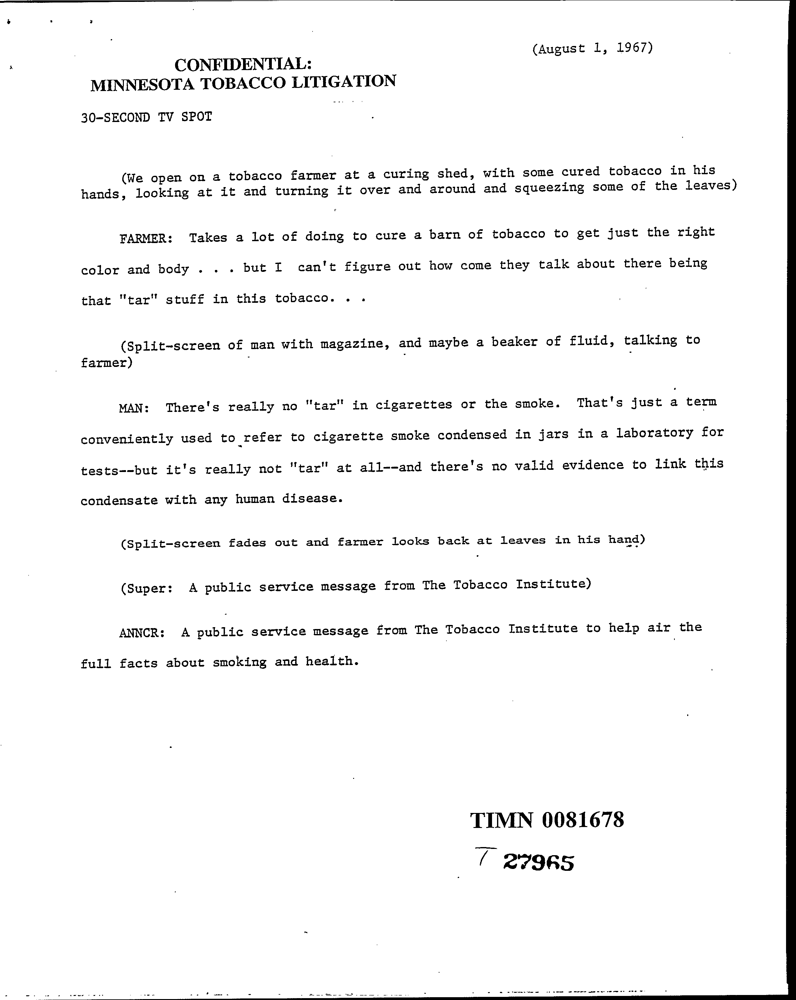 (August 1, 1967)
CONFIDENTIAL:
MINNESOTA TOBACCO LITIGATION
30-SECOND TV SPOT
(We open on a tobacco farmer at a curing shed, with some cured tobacco in his
hands, looking at it and turning it over and around and squeezing some of the leaves)
FARMER: Takes a lot of doing to cure a barn of tobacco to get just the right
color and body . . . but I can't figure out how come they talk about there being
that "tar" stuff in this tobacco. . .
(Split-screen of man with magazine, and maybe a beaker of fluid, talking to
farmer)
MAN: There's really no "tar" in cigarettes or the smoke. That's just a term
conveniently used to refer to cigarette smoke condensed in jars in a laboratory for
tests--but it's really not "tar" at all--and there's no valid evidence to link this
condensate with any human disease.
(Split-screen fades out and farmer looks back at leaves in his hand)
(Super: A public service message from The Tobacco Institute)
ANNCR: A public service message from The Tobacco Institute to help air the
full facts about smoking and health.
TIMN 0081678
T 27965